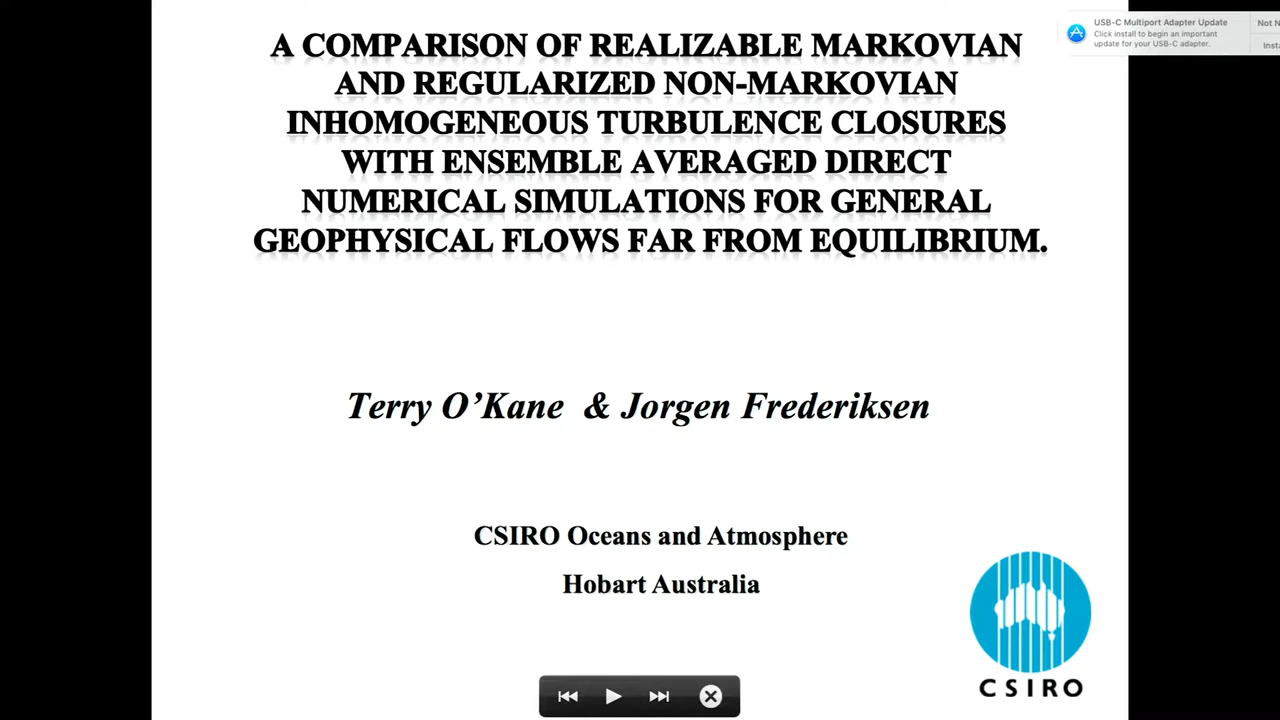 A COMPARISON OF REALIZABLE MARKOVIAN
AND REGULARIZED NON-MARKOVIAN
INHOMOGENEOUS TURBULENCE CLOSURES
WITH ENSEMBLE AVERAGED DIRECT
NUMERICAL SIMULATIONS FOR GENERAL
GEOPHYSICAL FLOWS FAR FROM EQUILIBRIUM.
USB-C Multiport Adapter Update
Click install to begin an important
update for your USB-C adapter.
Not N
Insta
Terry O’Kane & Jorgen Frederiksen
CSIRO Oceans and Atmosphere
Hobart Australia
CSIRO